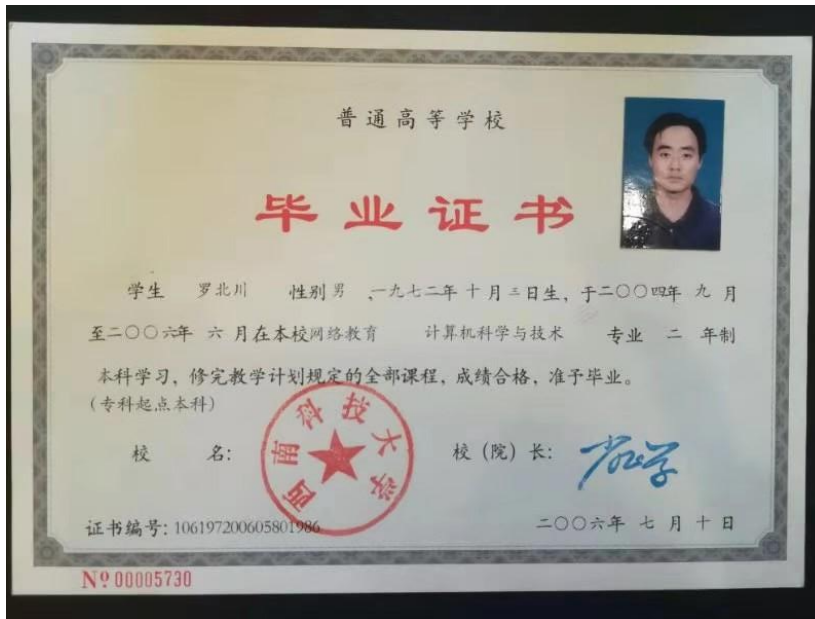 普通高等学校
毕业证书
学生 罗北川 性别 男 、一九七二年 十 月 三 日生, 于二〇〇四年 九 月
至二〇〇六年 六 月在本校网络教育 计算机科学与技术 专业 二 年制
本科学习, 修完教学计划规定的全部课程, 成绩合格, 准予毕业。
(专科起点本科)
校 名: 西南科技大学 校 (院) 长:
证书编号: 106197200605801986 二〇〇六年 七 月 十 日
№ 00005730